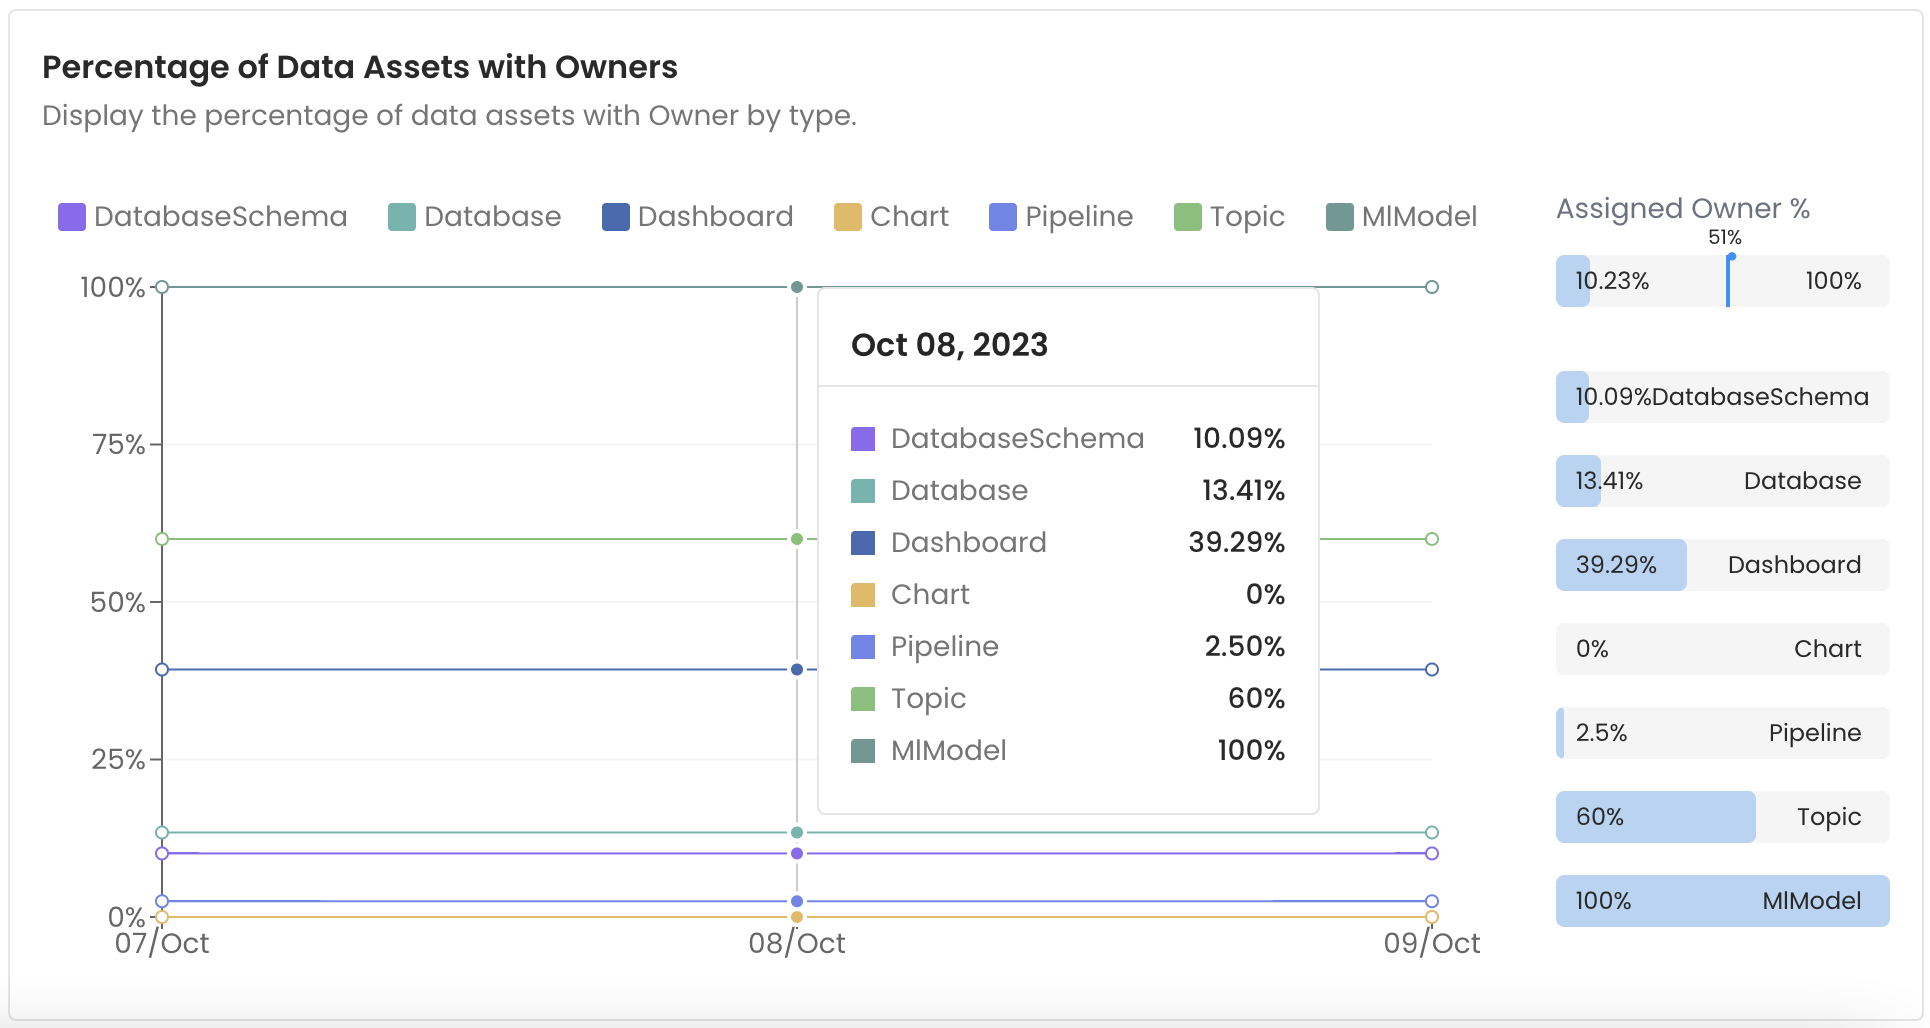 Percentage of Data Assets with Owners
Display the percentage of data assets with Owner by type.
DatabaseSchema Database Dashboard Chart Pipeline Topic MlModel
100%
75%
50%
25%
0%
07/Oct 08/Oct 09/Oct
Oct 08, 2023
DatabaseSchema 10.09%
Database 13.41%
Dashboard 39.29%
Chart 0%
Pipeline 2.50%
Topic 60%
MlModel 100%
Assigned Owner %
51%
10.23% 100%
10.09%DatabaseSchema
13.41% Database
39.29% Dashboard
0% Chart
2.5% Pipeline
60% Topic
100% MlModel